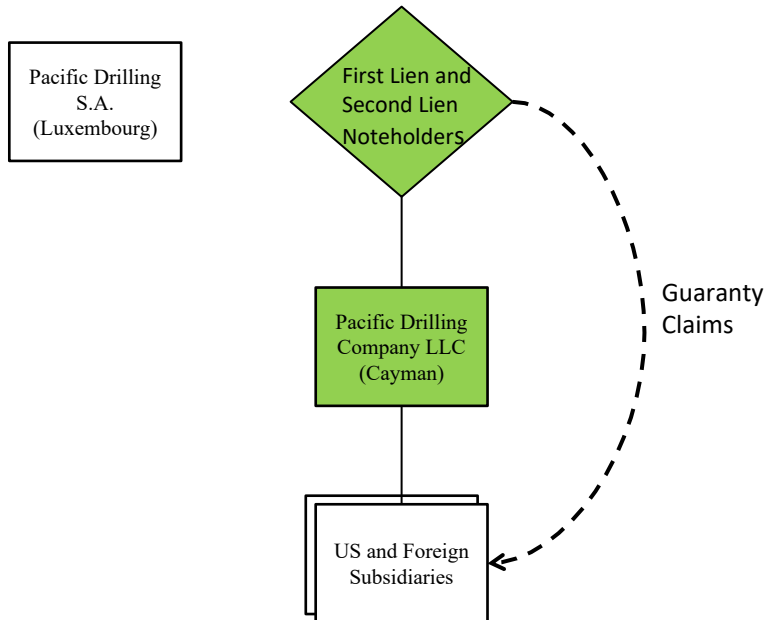 Pacific Drilling
S.A.
(Luxembourg)
First Lien and
Second Lien
Noteholders
Guaranty
Claims
Pacific Drilling
Company LLC
(Cayman)
US and Foreign
Subsidiaries